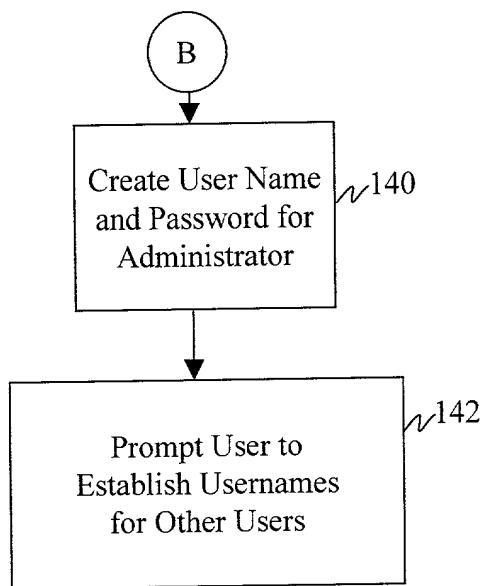 B
Create User Name
and Password for
Administrator
140
Prompt User to
Establish Usernames
for Other Users
142